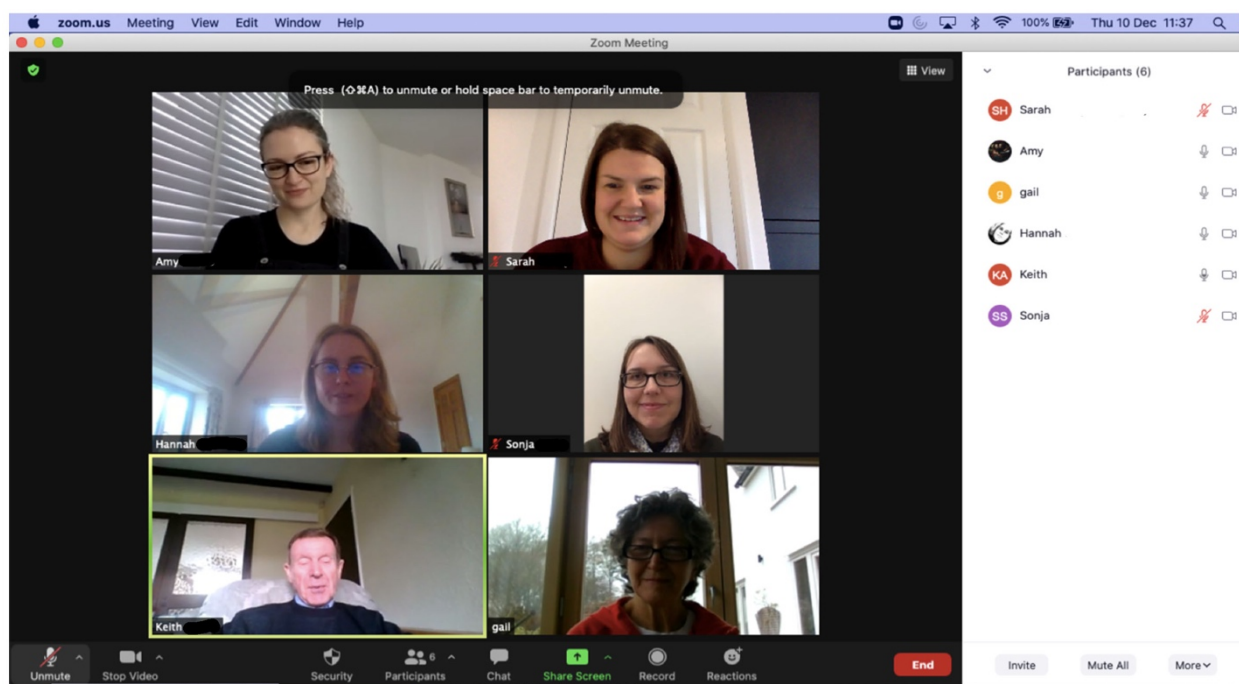 zoom.us Meeting View Edit Window Help 100% Thu 10 Dec 11:37
Zoom Meeting
View
Press (⇧⌘A) to unmute or hold space bar to temporarily unmute.
Amy
Sarah
Hannah
Sonja
Keith
gail
Participants (6)
SH Sarah
Amy
g gail
Hannah
KA Keith
SS Sonja
Unmute Stop Video Security Participants 6 Chat Share Screen Record Reactions End
Invite Mute All More